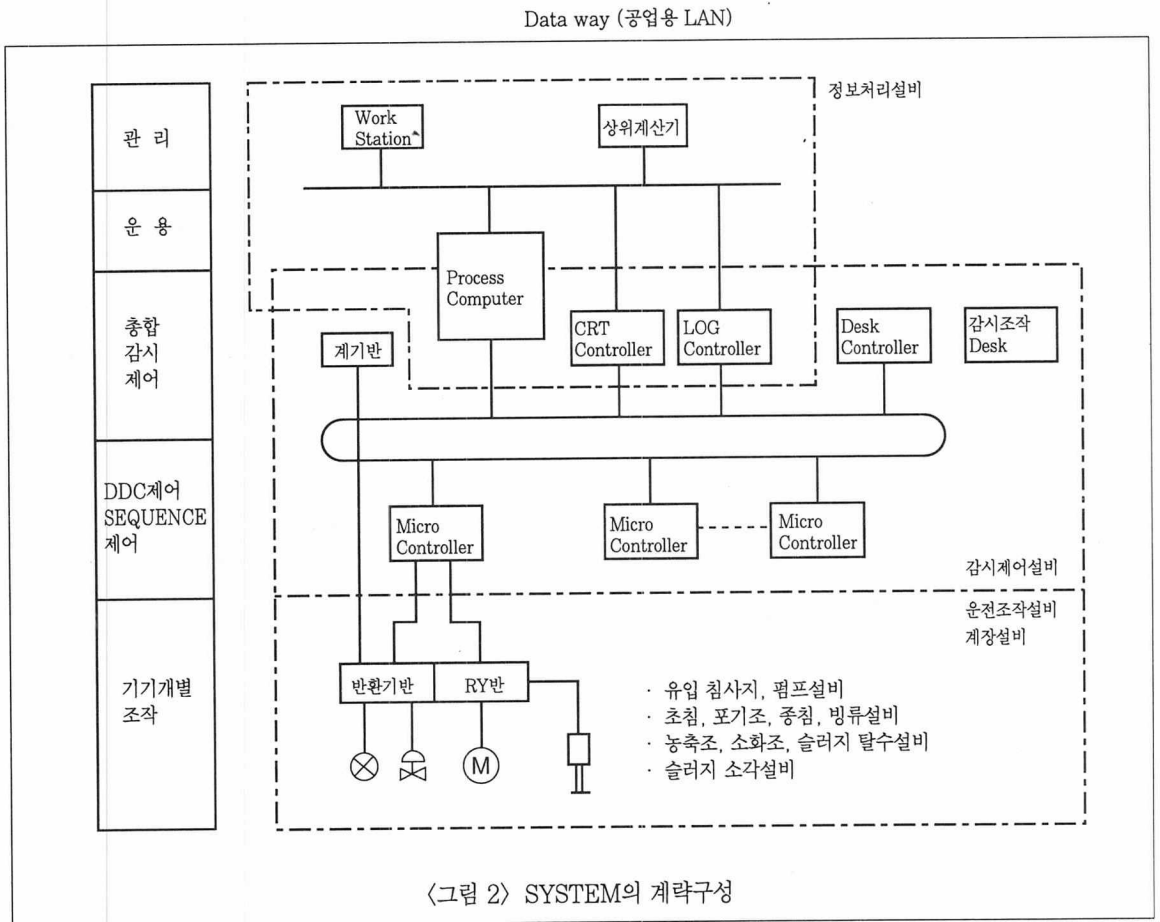 Data way (공업용 LAN)
관 리
운 용
총합
감시
제어
DDC제어
SEQUENCE
제어
기기개별
조작
정보처리설비
Work
Station
상위계산기
Process
Computer
계기반
CRT
Controller
LOG
Controller
Desk
Controller
감시조작
Desk
Micro
Controller
Micro
Controller
Micro
Controller
감시제어설비
운전조작설비
계장설비
반환기반
RY반
M
· 유입 침사지, 펌프설비
· 초침, 포기조, 종침, 빙류설비
· 농축조, 소화조, 슬러지 탈수설비
· 슬러지 소각설비
〈그림 2〉 SYSTEM의 계략구성